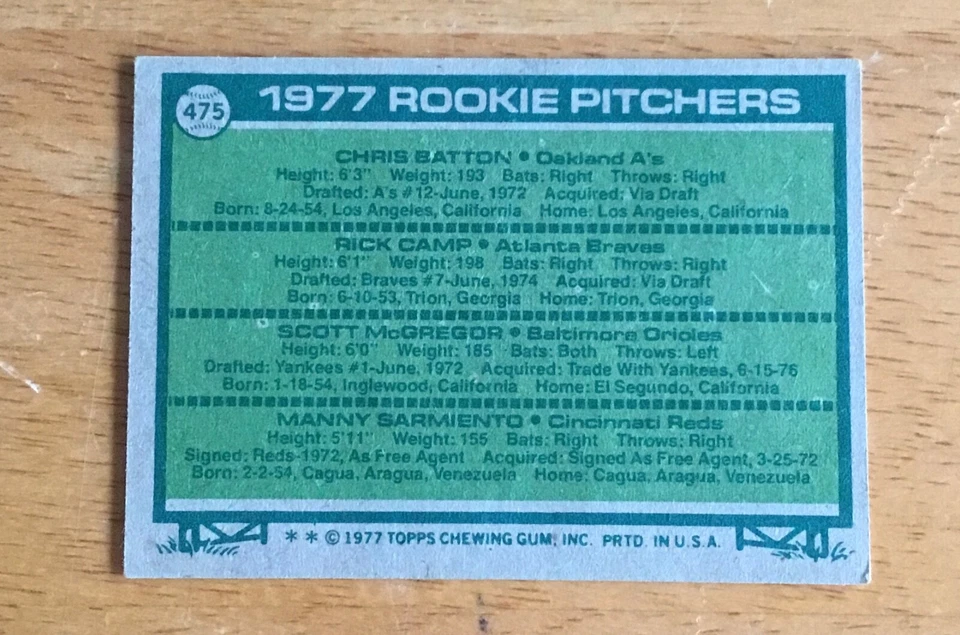 475
1977 ROOKIE PITCHERS
CHRIS BATTON • Oakland A's
Height: 6'3" Weight: 193 Bats: Right Throws: Right
Drafted: A's #12-June, 1972 Acquired: Via Draft
Born: 8-24-54, Los Angeles, California Home: Los Angeles, California
RICK CAMP • Atlanta Braves
Height: 6'1" Weight: 198 Bats: Right Throws: Right
Drafted: Braves #7-June, 1974 Acquired: Via Draft
Born: 6-10-53, Trion, Georgia Home: Trion, Georgia
SCOTT McGREGOR • Baltimore Orioles
Height: 6'0" Weight: 185 Bats: Both Throws: Left
Drafted: Yankees #1-June, 1972 Acquired: Trade With Yankees, 6-15-76
Born: 1-18-54, Inglewood, California Home: El Segundo, California
MANNY SARMIENTO • Cincinnati Reds
Height: 5'11" Weight: 155 Bats: Right Throws: Right
Signed: Reds-1972, As Free Agent Acquired: Signed As Free Agent, 3-25-72
Born: 2-2-54, Cagua, Aragua, Venezuela Home: Cagua, Aragua, Venezuela
** © 1977 TOPPS CHEWING GUM, INC. PRTD. IN U.S.A.